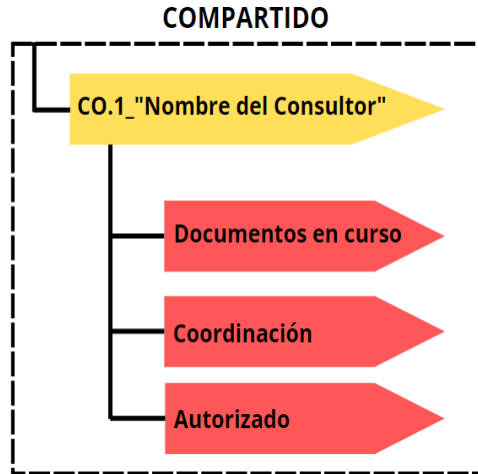 COMPARTIDO
CO.1_"Nombre del Consultor"
Documentos en curso
Coordinación
Autorizado